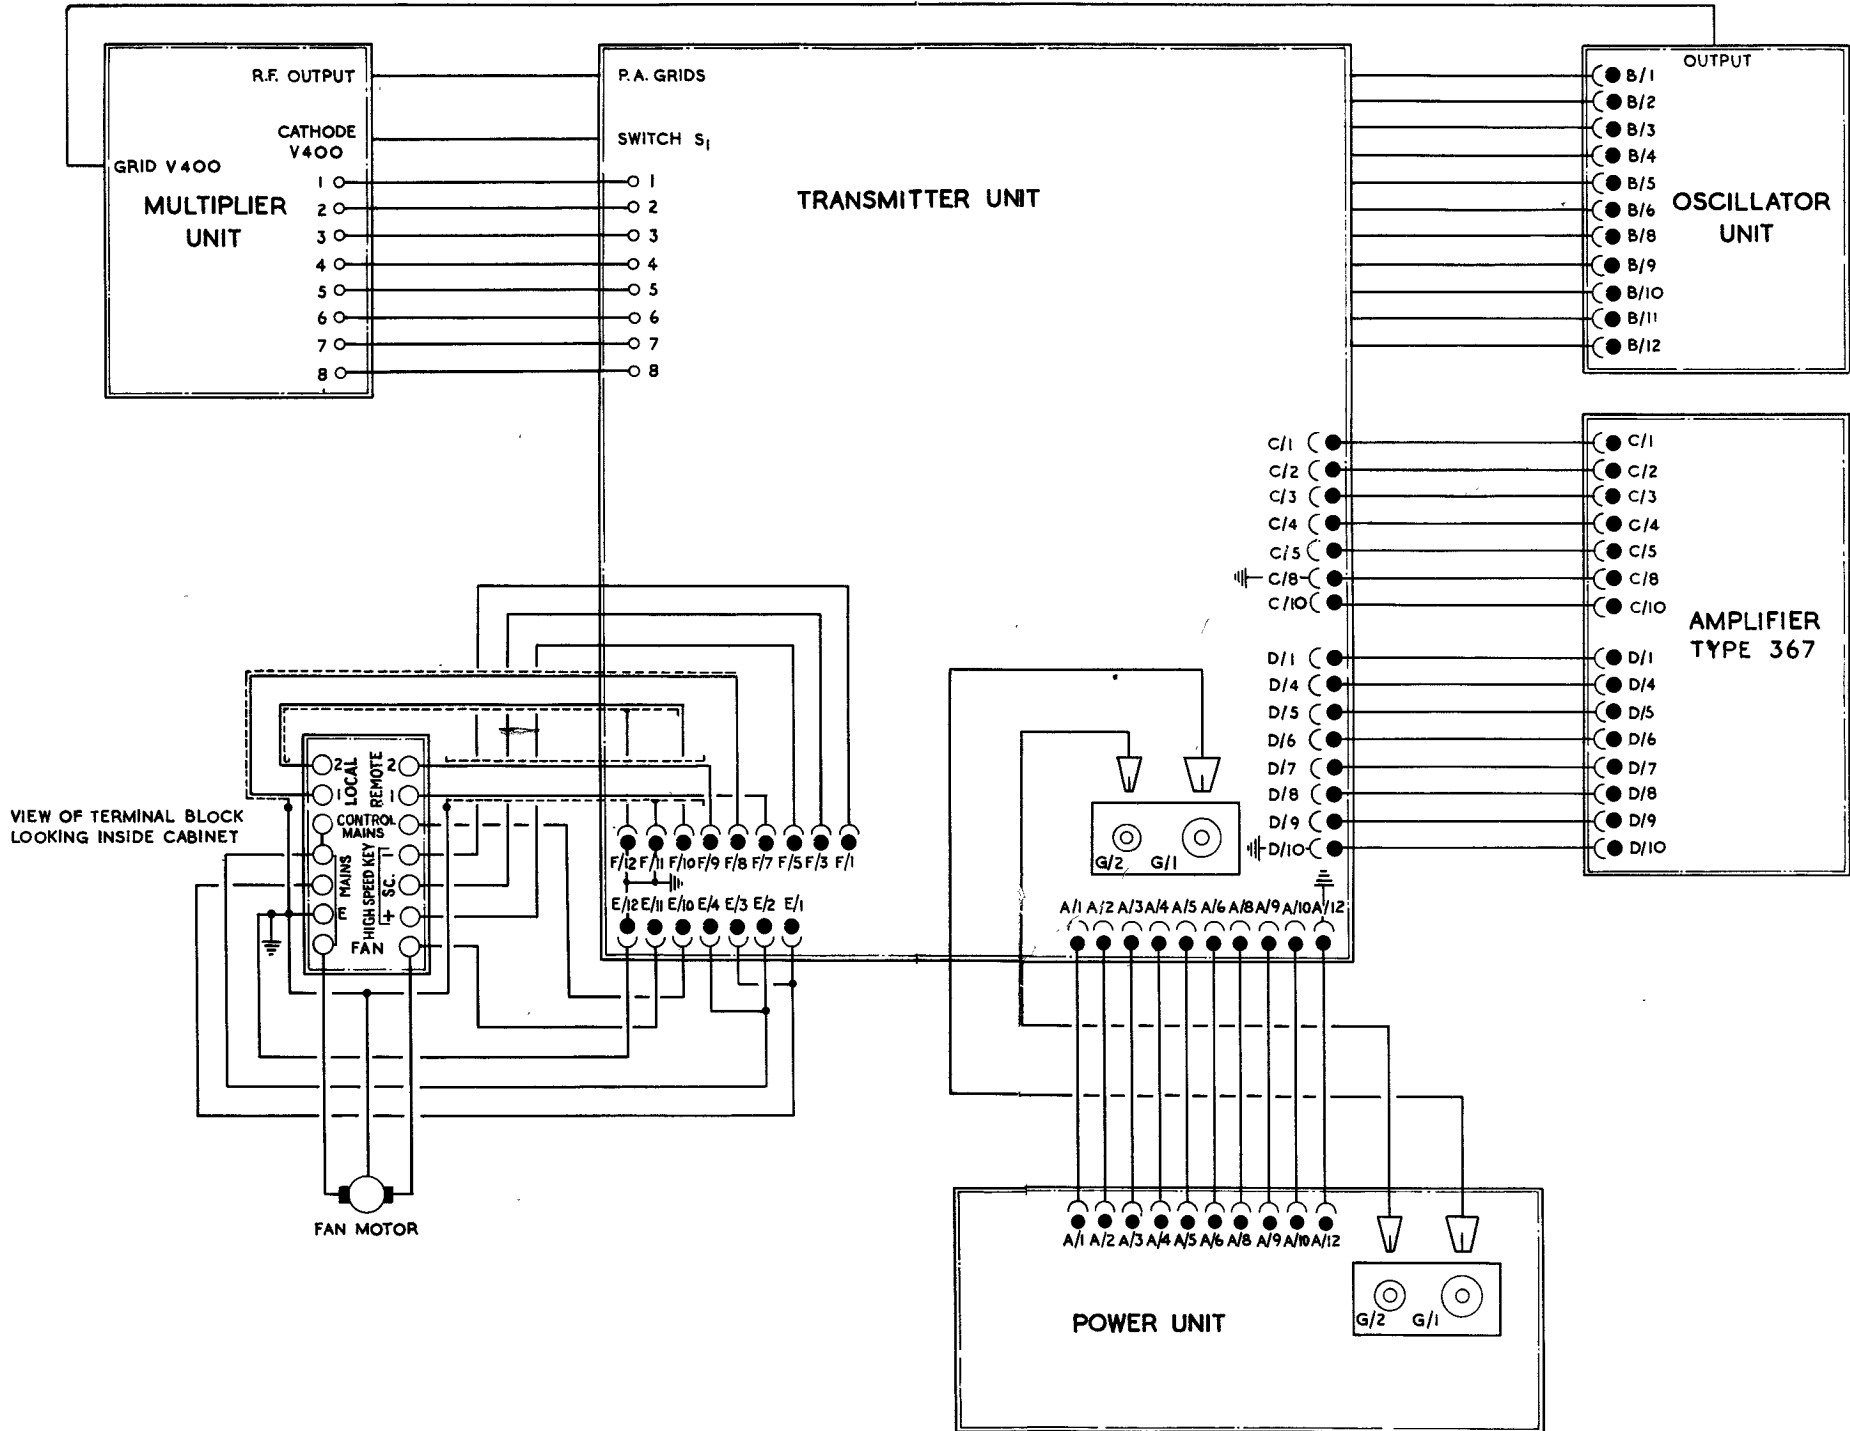 R.F. OUTPUT
CATHODE
V400
GRID V400
MULTIPLIER
UNIT
1
2
3
4
5
6
7
8
P.A. GRIDS
SWITCH S1
1
2
3
4
5
6
7
8
TRANSMITTER UNIT
OUTPUT
B/1
B/2
B/3
B/4
B/5
B/6
B/8
B/9
B/10
B/11
B/12
OSCILLATOR
UNIT
C/1
C/2
C/3
C/4
C/5
C/8
C/10
D/1
D/4
D/5
D/6
D/7
D/8
D/9
D/10
C/1
C/2
C/3
C/4
C/5
C/8
C/10
D/1
D/4
D/5
D/6
D/7
D/8
D/9
D/10
AMPLIFIER
TYPE 367
VIEW OF TERMINAL BLOCK
LOOKING INSIDE CABINET
2 LOCAL REMOTE 2
1 1
CONTROL
MAINS
MAINS
HIGH SPEED KEY
S.C.
-
+
E
FAN
F/12 F/11 F/10 F/9 F/8 F/7 F/5 F/3 F/1
E/12 E/11 E/10 E/4 E/3 E/2 E/1
G/2 G/1
A/1 A/2 A/3 A/4 A/5 A/6 A/8 A/9 A/10 A/12
FAN MOTOR
A/1 A/2 A/3 A/4 A/5 A/6 A/8 A/9 A/10 A/12
G/2 G/1
POWER UNIT